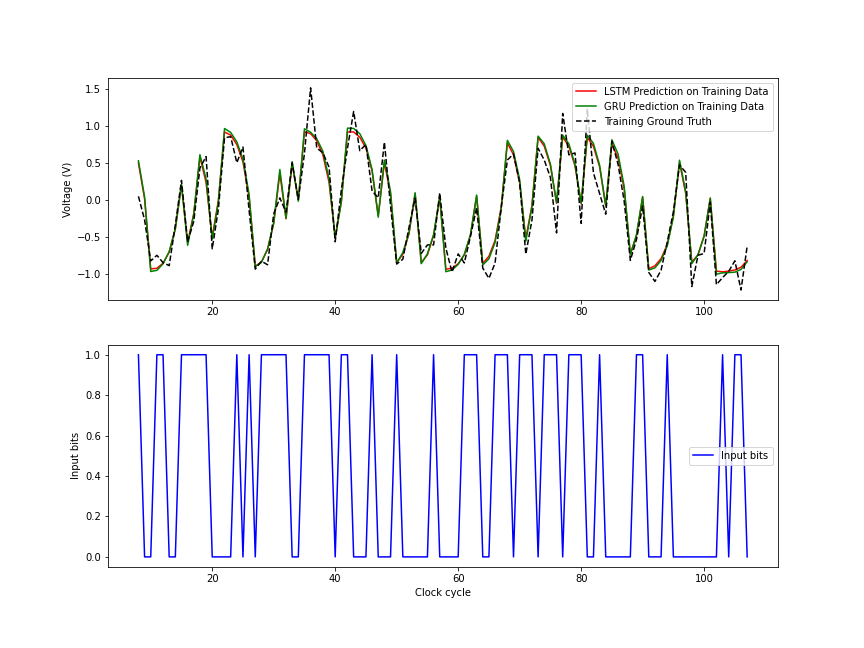 1.5
1.0
0.5
0.0
−0.5
−1.0
Voltage (V)
LSTM Prediction on Training Data
GRU Prediction on Training Data
Training Ground Truth
20 40 60 80 100
1.0
0.8
0.6
0.4
0.2
0.0
Input bits
Input bits
20 40 60 80 100
Clock cycle